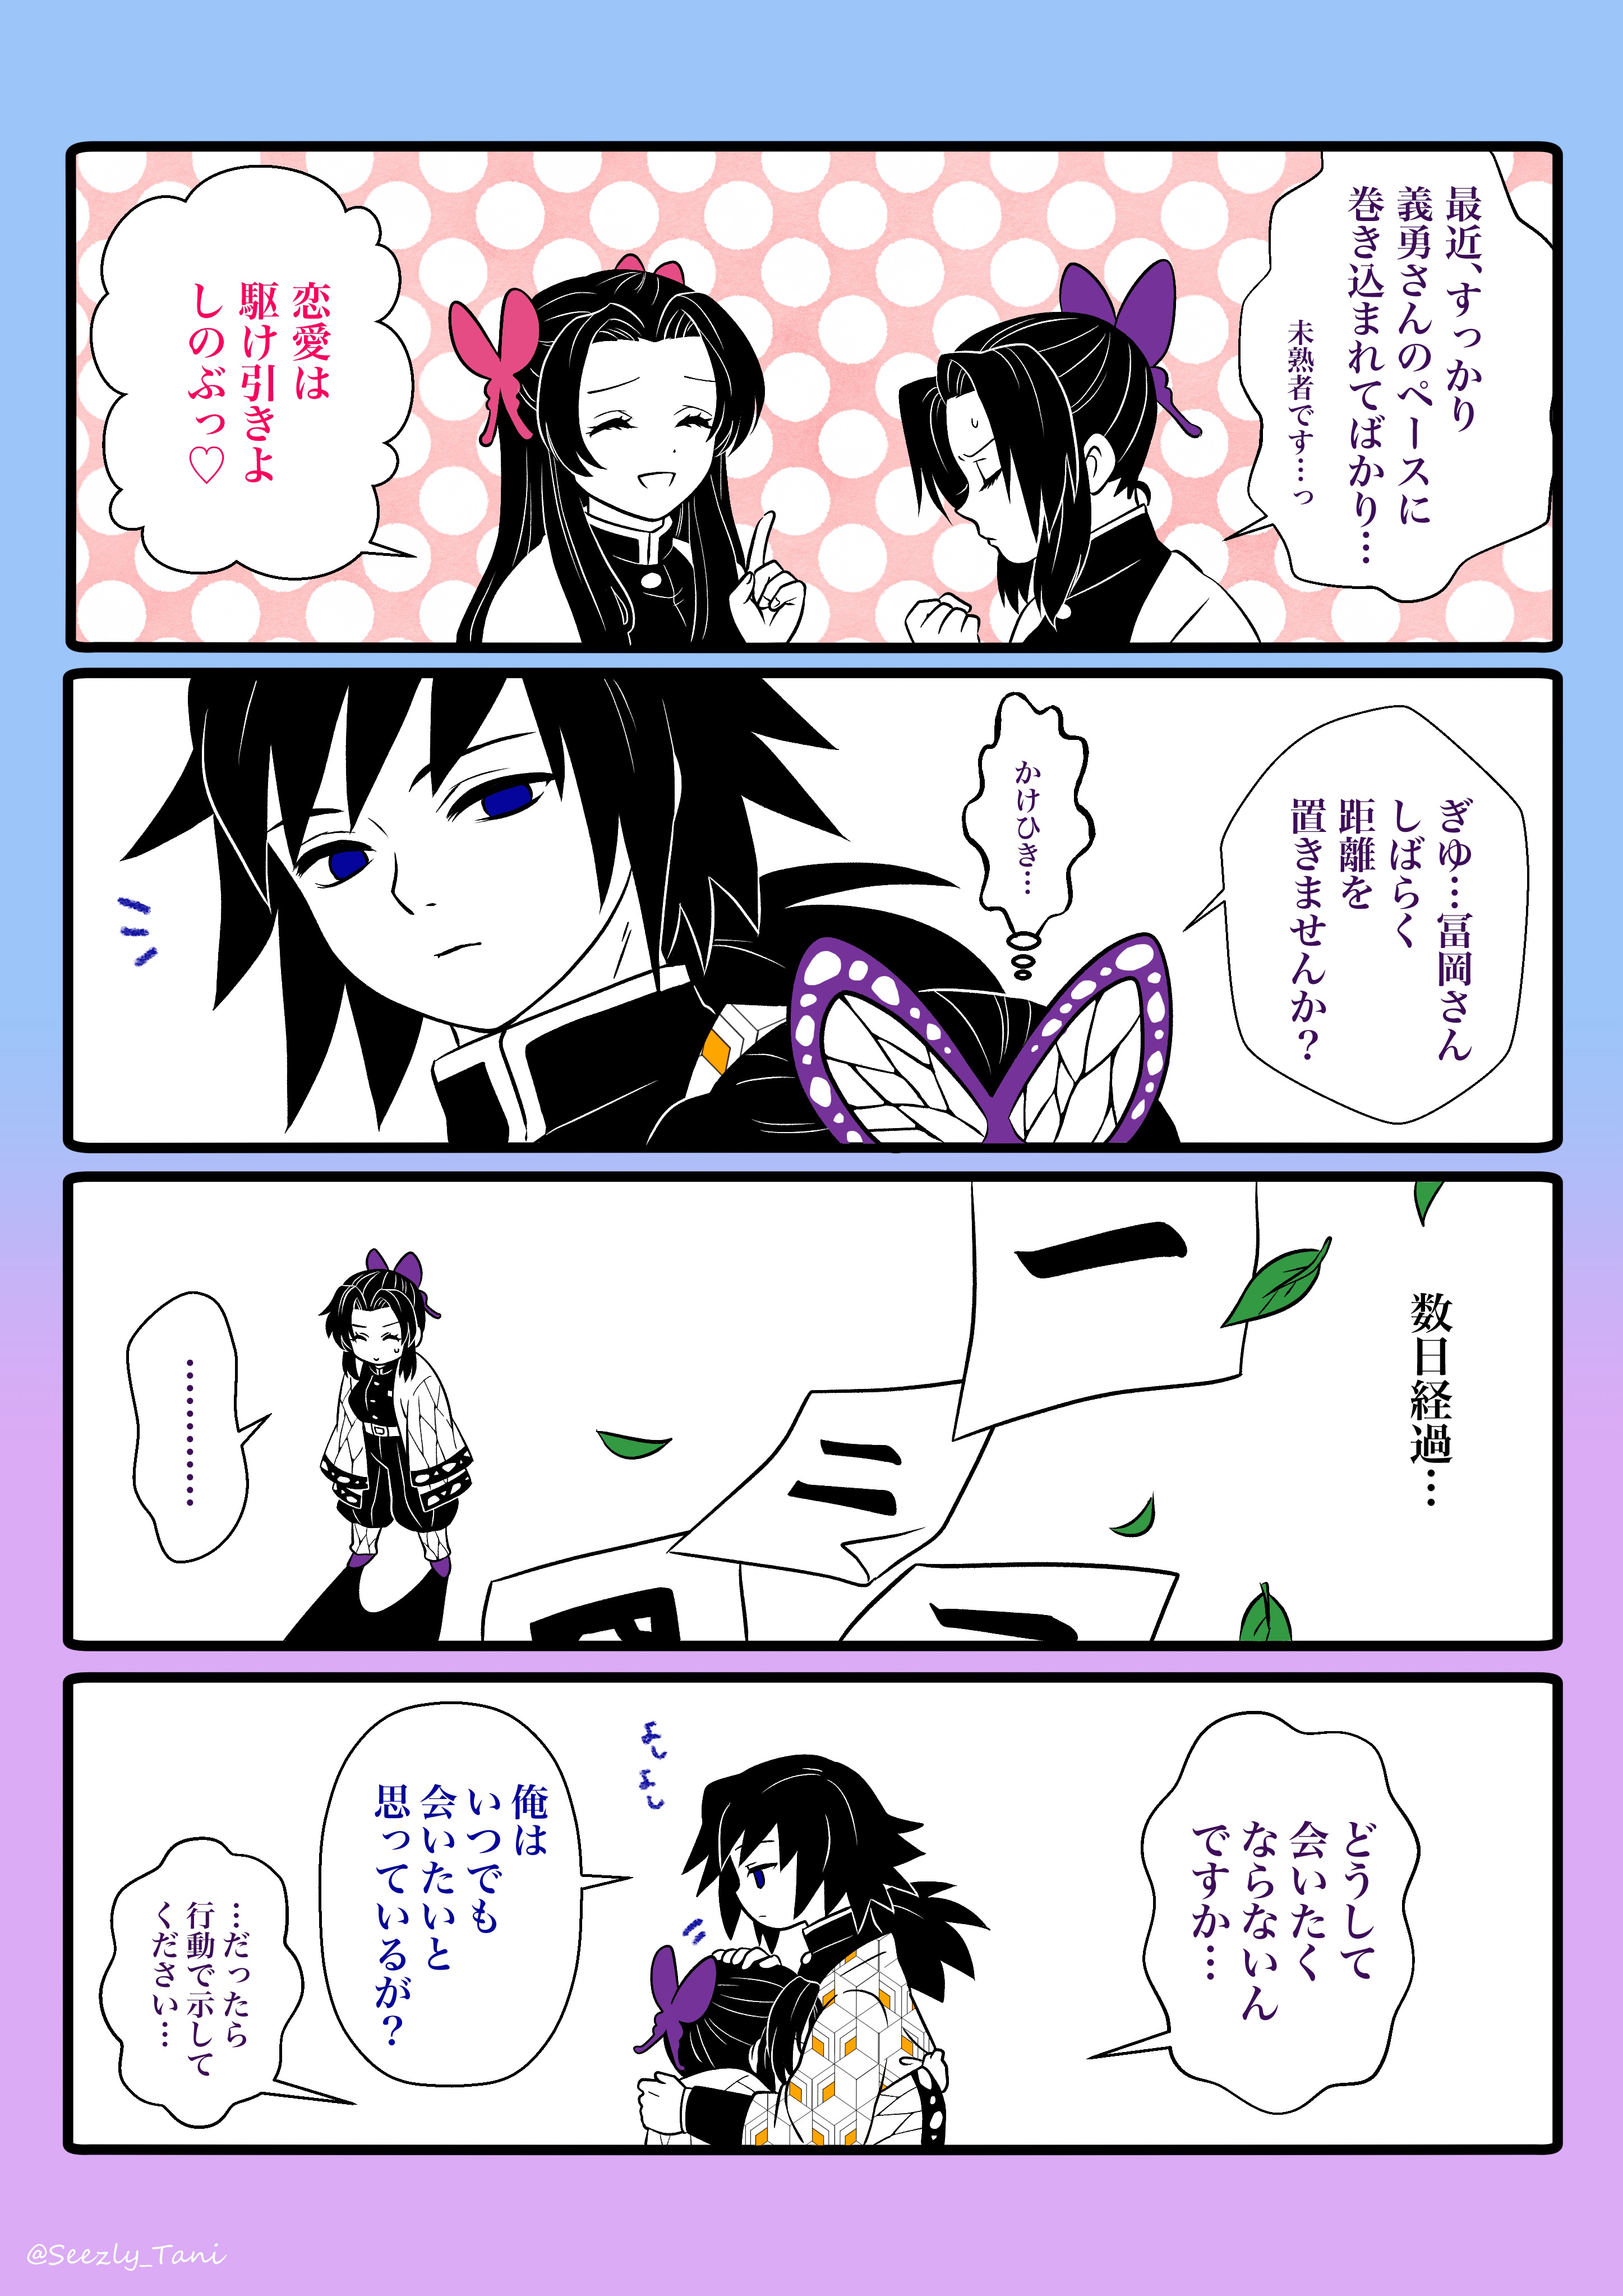 最近、すっかり
義勇さんのペースに
巻き込まれてばかり…
未熟者です…っ
恋愛は
駆け引きよ
しのぶっ♡
ぎゆ…冨岡さん
しばらく
距離を
置きませんか？
かけひき…
数日経過…
一
二
三
…………
どうして
会いたく
ならないん
ですか…
よし
よし
俺は
いつでも
会いたいと
思っているが？
…だったら
行動で示して
ください…
@Seezly_Tani